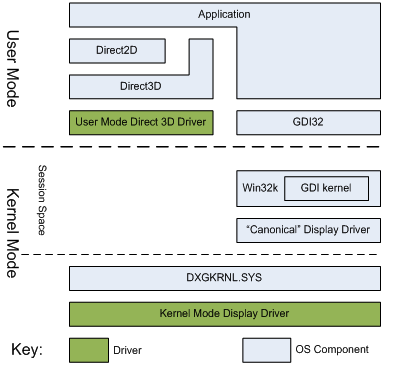 Application
User Mode
Direct2D
Direct3D
User Mode Direct 3D Driver
GDI32
Kernel Mode
Session Space
Win32k
GDI kernel
“Canonical” Display Driver
DXGKRNL.SYS
Kernel Mode Display Driver
Key:
Driver
OS Component